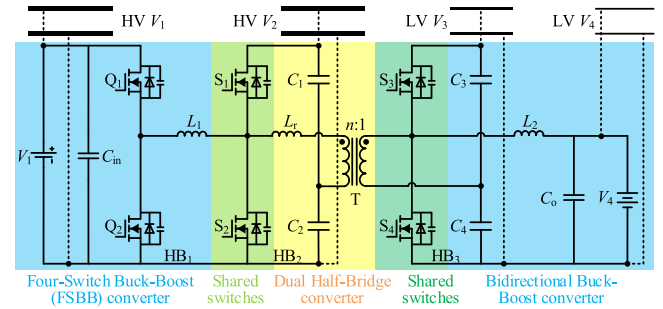 HV V1
HV V2
LV V3
LV V4
Q1
S1
C1
S3
C3
L1
Lr
n:1
L2
V1
Cin
T
Co
V4
Q2
S2
C2
S4
C4
HB1
HB2
HB3
Four-Switch Buck-Boost
(FSBB) converter
Shared
switches
Dual Half-Bridge
converter
Shared
switches
Bidirectional Buck-
Boost converter